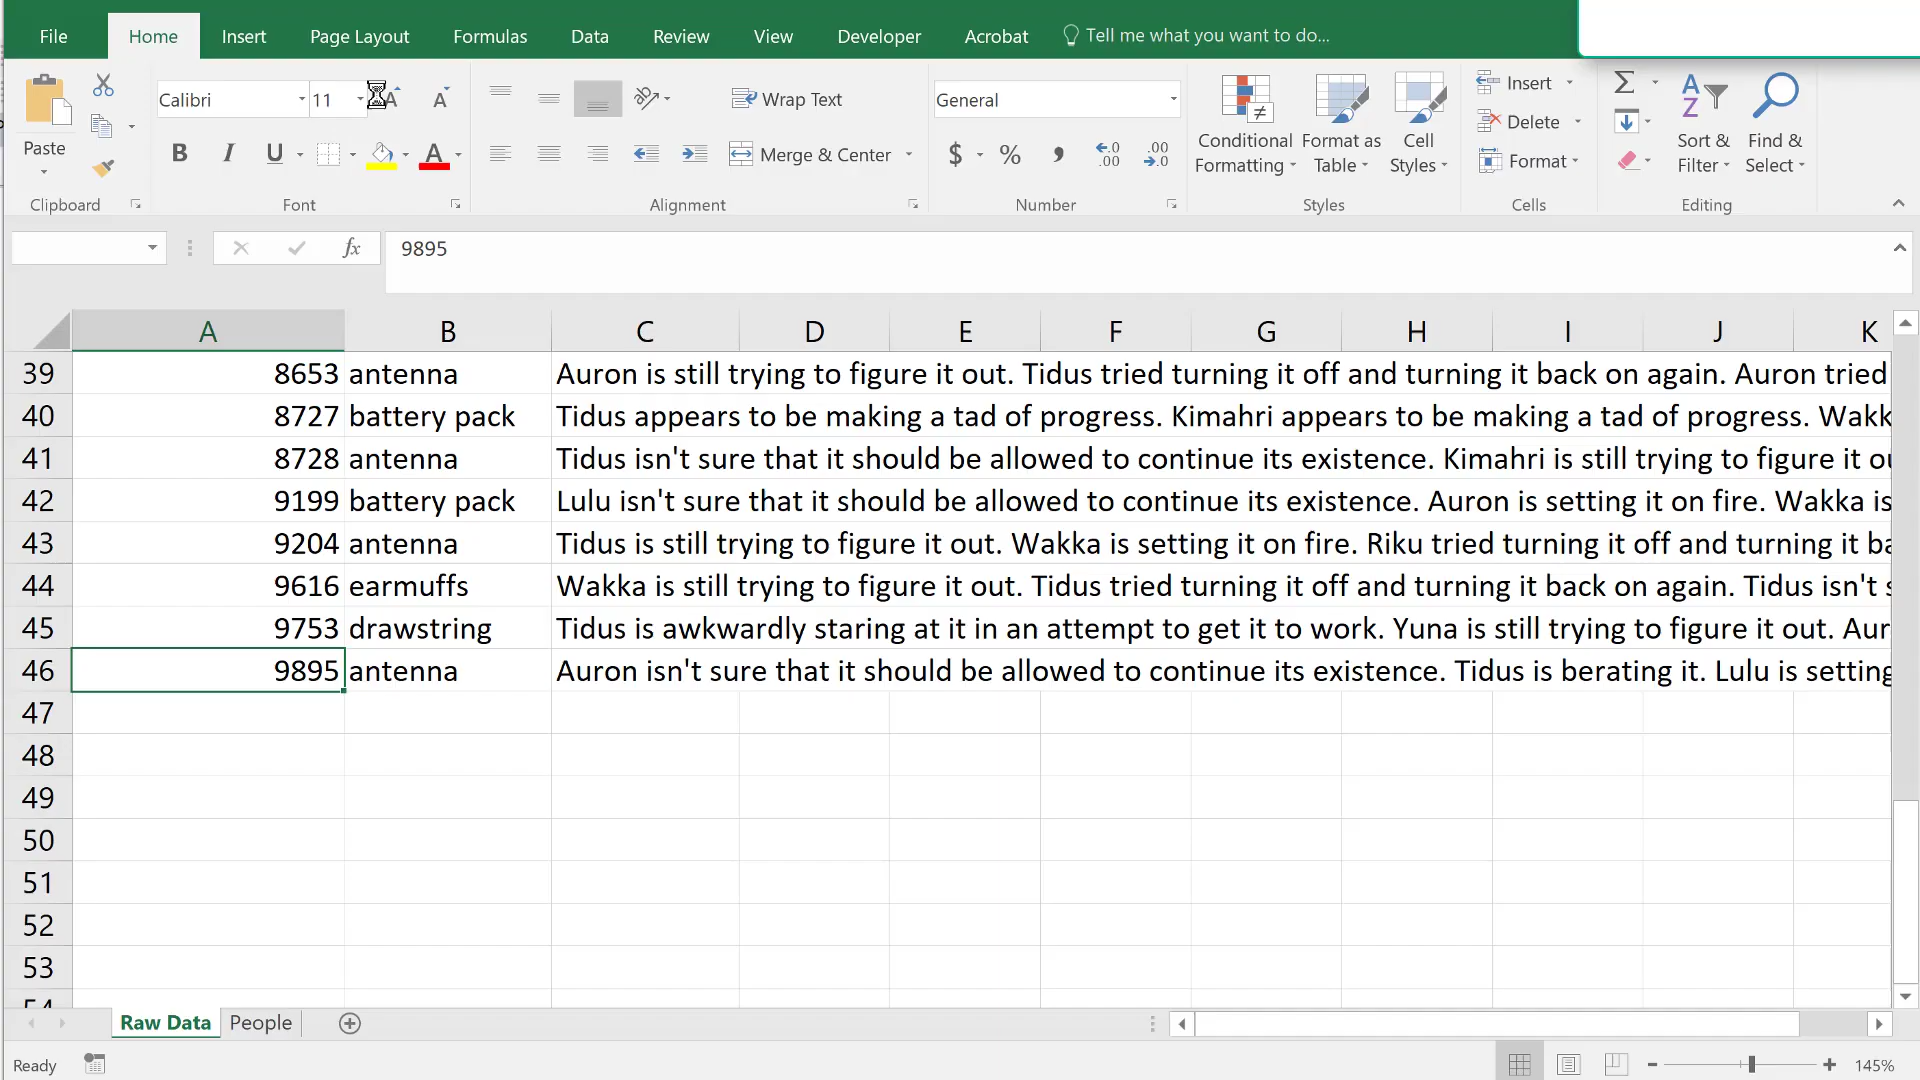 File Home Insert Page Layout Formulas Data Review View Developer Acrobat Tell me what you want to do...
Calibri 11 A A Wrap Text General Insert
Delete
Paste B I U A Merge & Center $ % , Conditional Formatting Format as Table Cell Styles Format Sort & Filter Find & Select
Clipboard Font Alignment Number Styles Cells Editing
fx 9895
A B C D E F G H I J K
39 8653 antenna Auron is still trying to figure it out. Tidus tried turning it off and turning it back on again. Auron tried
40 8727 battery pack Tidus appears to be making a tad of progress. Kimahri appears to be making a tad of progress. Wakk
41 8728 antenna Tidus isn't sure that it should be allowed to continue its existence. Kimahri is still trying to figure it ou
42 9199 battery pack Lulu isn't sure that it should be allowed to continue its existence. Auron is setting it on fire. Wakka is
43 9204 antenna Tidus is still trying to figure it out. Wakka is setting it on fire. Riku tried turning it off and turning it ba
44 9616 earmuffs Wakka is still trying to figure it out. Tidus tried turning it off and turning it back on again. Tidus isn't s
45 9753 drawstring Tidus is awkwardly staring at it in an attempt to get it to work. Yuna is still trying to figure it out. Aur
46 9895 antenna Auron isn't sure that it should be allowed to continue its existence. Tidus is berating it. Lulu is setting
47
48
49
50
51
52
53
54
Raw Data People
Ready 145%